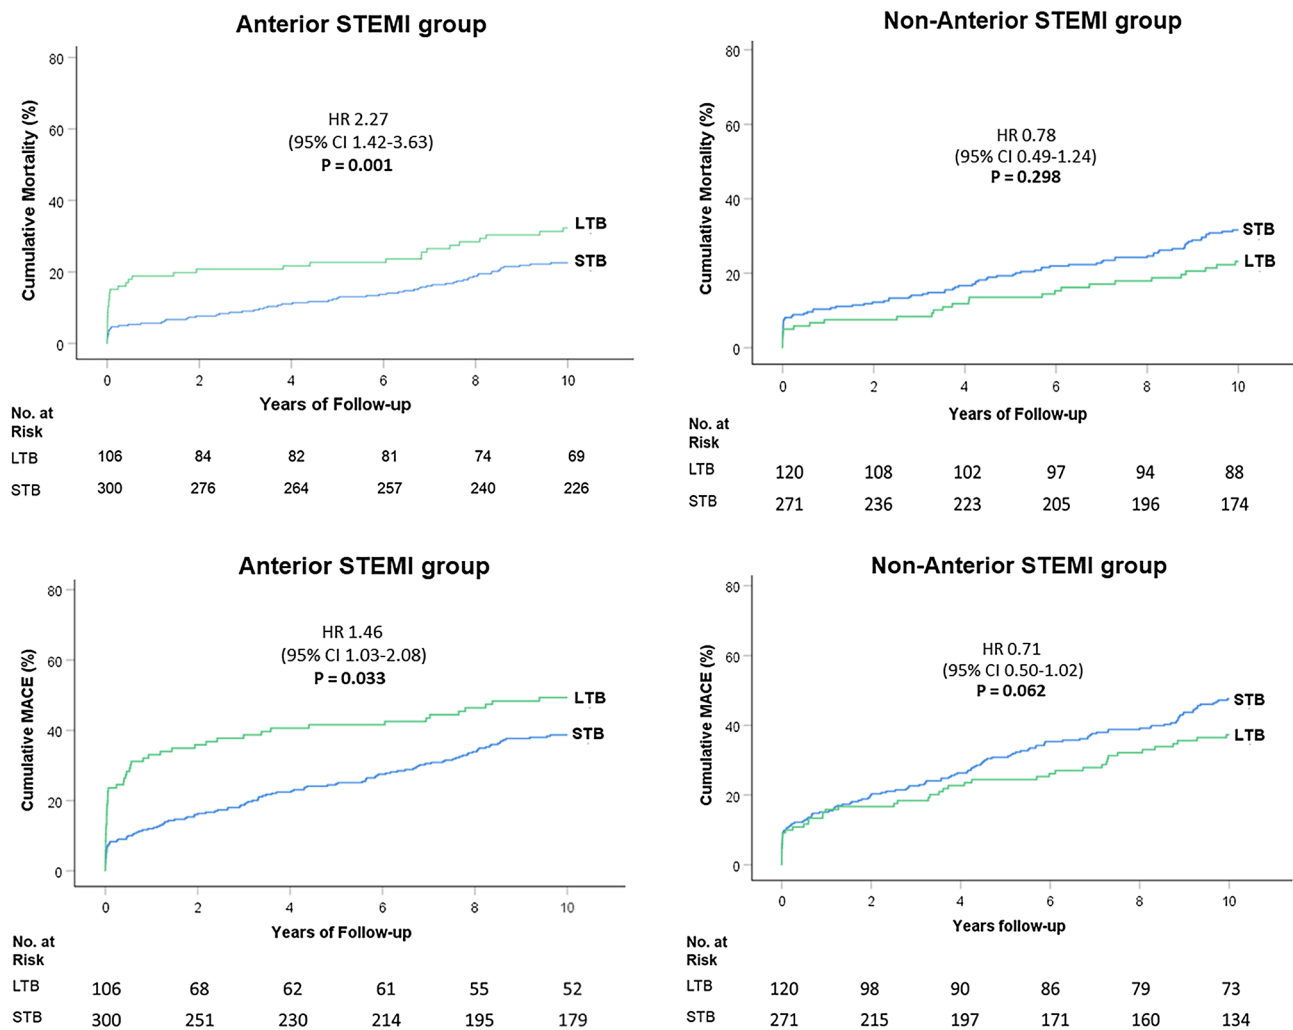 Anterior STEMI group
Cumulative Mortality (%)
80
60
40
20
0
HR 2.27
(95% CI 1.42-3.63)
P = 0.001
LTB
STB
0 2 4 6 8 10
Years of Follow-up
No. at
Risk
LTB 106 84 82 81 74 69
STB 300 276 264 257 240 226
Non-Anterior STEMI group
Cumulative Mortality (%)
80
60
40
20
0
HR 0.78
(95% CI 0.49-1.24)
P = 0.298
STB
LTB
0 2 4 6 8 10
Years of Follow-up
No. at
Risk
LTB 120 108 102 97 94 88
STB 271 236 223 205 196 174
Anterior STEMI group
Cumulative MACE (%)
80
60
40
20
0
HR 1.46
(95% CI 1.03-2.08)
P = 0.033
LTB
STB
0 2 4 6 8 10
Years of Follow-up
No. at
Risk
LTB 106 68 62 61 55 52
STB 300 251 230 214 195 179
Non-Anterior STEMI group
Cumulative MACE (%)
80
60
40
20
0
HR 0.71
(95% CI 0.50-1.02)
P = 0.062
STB
LTB
0 2 4 6 8 10
Years follow-up
No. at
Risk
LTB 120 98 90 86 79 73
STB 271 215 197 171 160 134